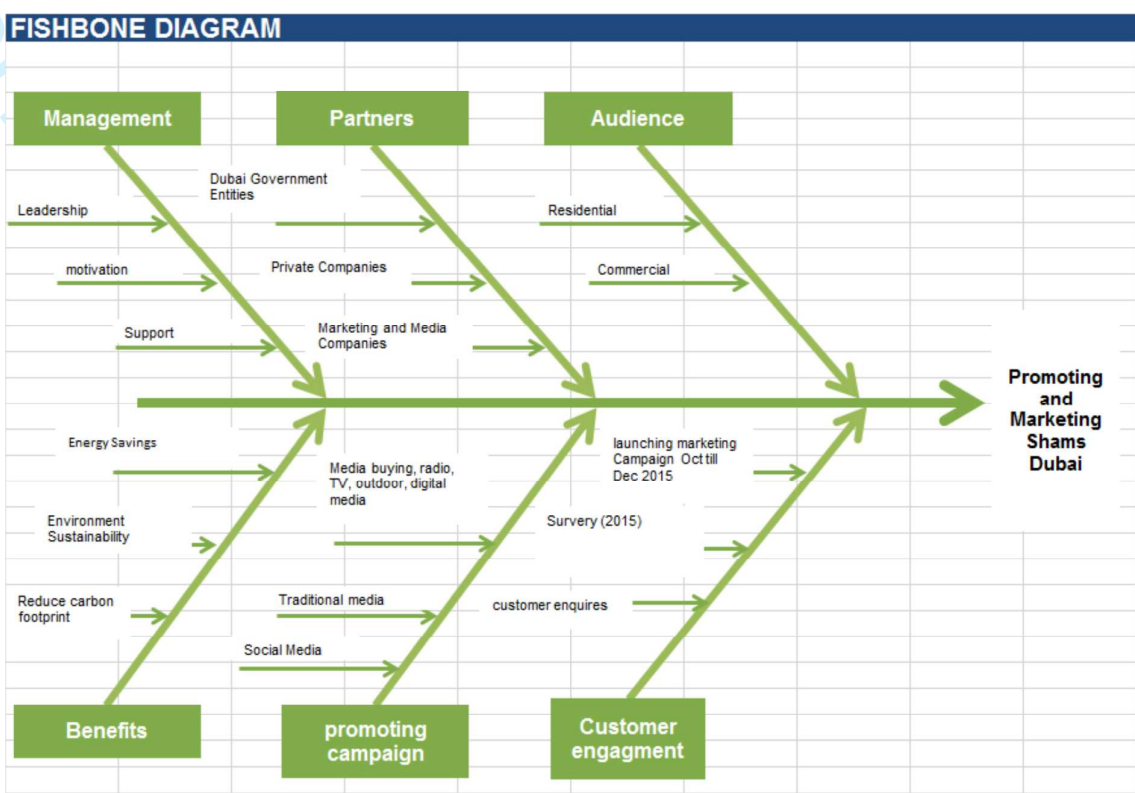 FISHBONE DIAGRAM
Management
Partners
Audience
Dubai Government
Entities
Leadership
Residential
motivation
Private Companies
Commercial
Support
Marketing and Media
Companies
Promoting
and
Marketing
Shams
Dubai
Energy Savings
launching marketing
Campaign Oct till
Dec 2015
Media buying, radio,
TV, outdoor, digital
media
Environment
Sustainability
Survery (2015)
Reduce carbon
footprint
Traditional media
customer enquires
Social Media
Benefits
promoting
campaign
Customer
engagment